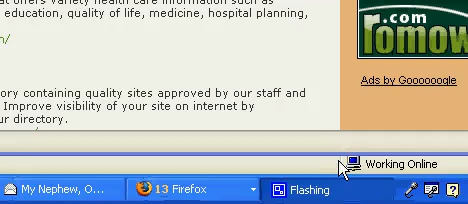 at offers variety health care information such as
education, quality of life, medicine, hospital planning,
n/
.com
romow
Ads by Goooooogle
ory containing quality sites approved by our staff and
Improve visibility of your site on internet by
ur directory.
Working Online
My Nephew, O...
13 Firefox
Flashing